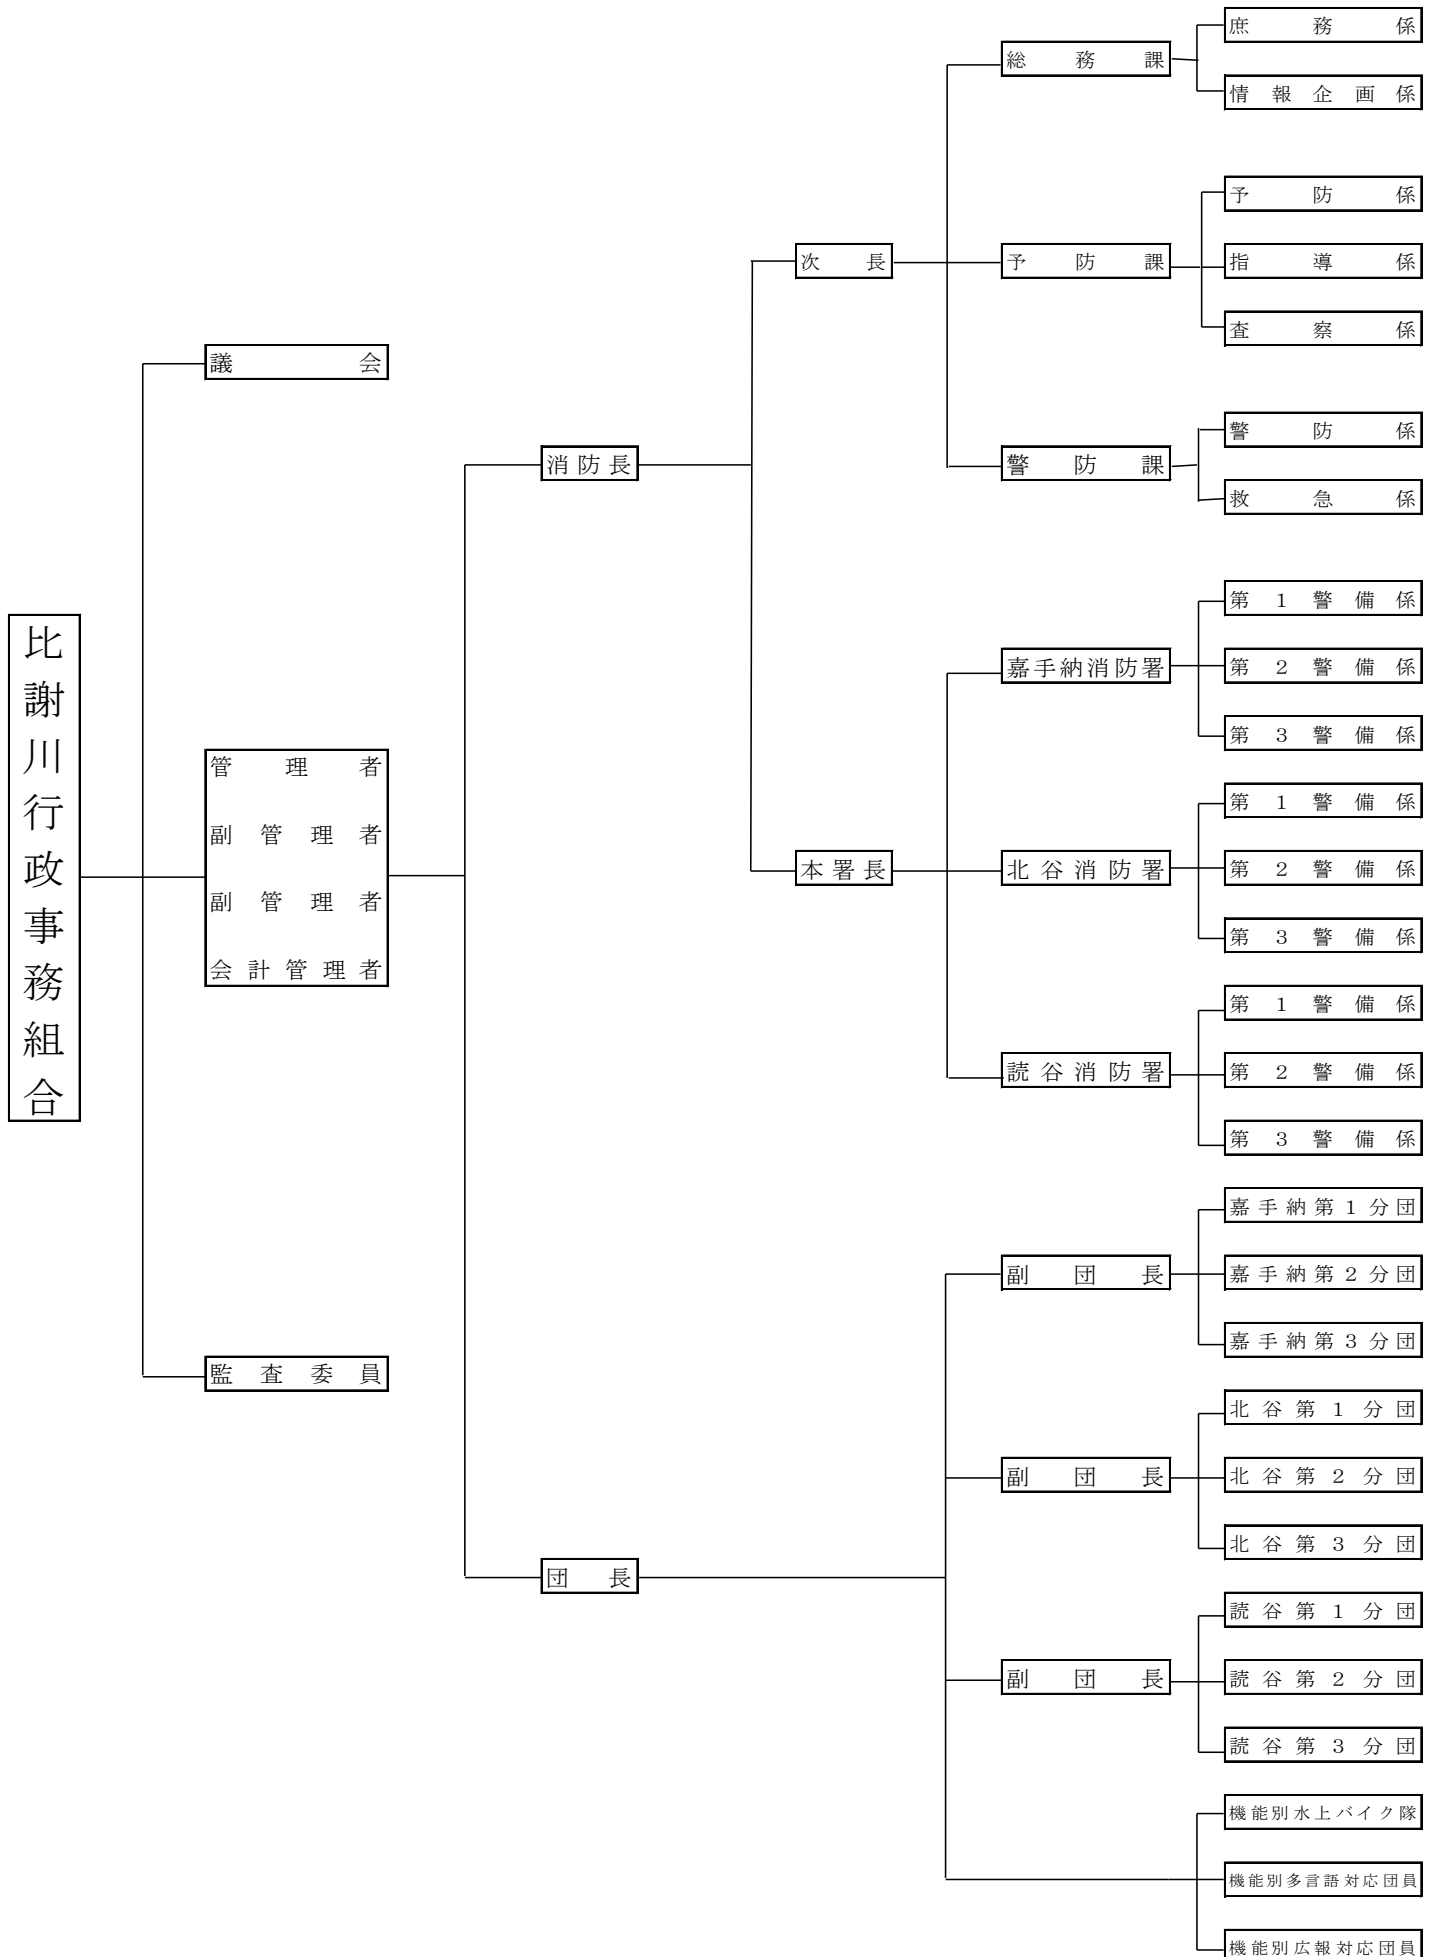 比謝川行政事務組合
議会
管理者
副管理者
副管理者
会計管理者
監査委員
消防長
団長
次長
本署長
総務課
庶務係
情報企画係
予防課
予防係
指導係
査察係
警防課
警防係
救急係
嘉手納消防署
第1警備係
第2警備係
第3警備係
北谷消防署
第1警備係
第2警備係
第3警備係
読谷消防署
第1警備係
第2警備係
第3警備係
副団長
嘉手納第1分団
嘉手納第2分団
嘉手納第3分団
副団長
北谷第1分団
北谷第2分団
北谷第3分団
副団長
読谷第1分団
読谷第2分団
読谷第3分団
機能別水上バイク隊
機能別多言語対応団員
機能別広報対応団員